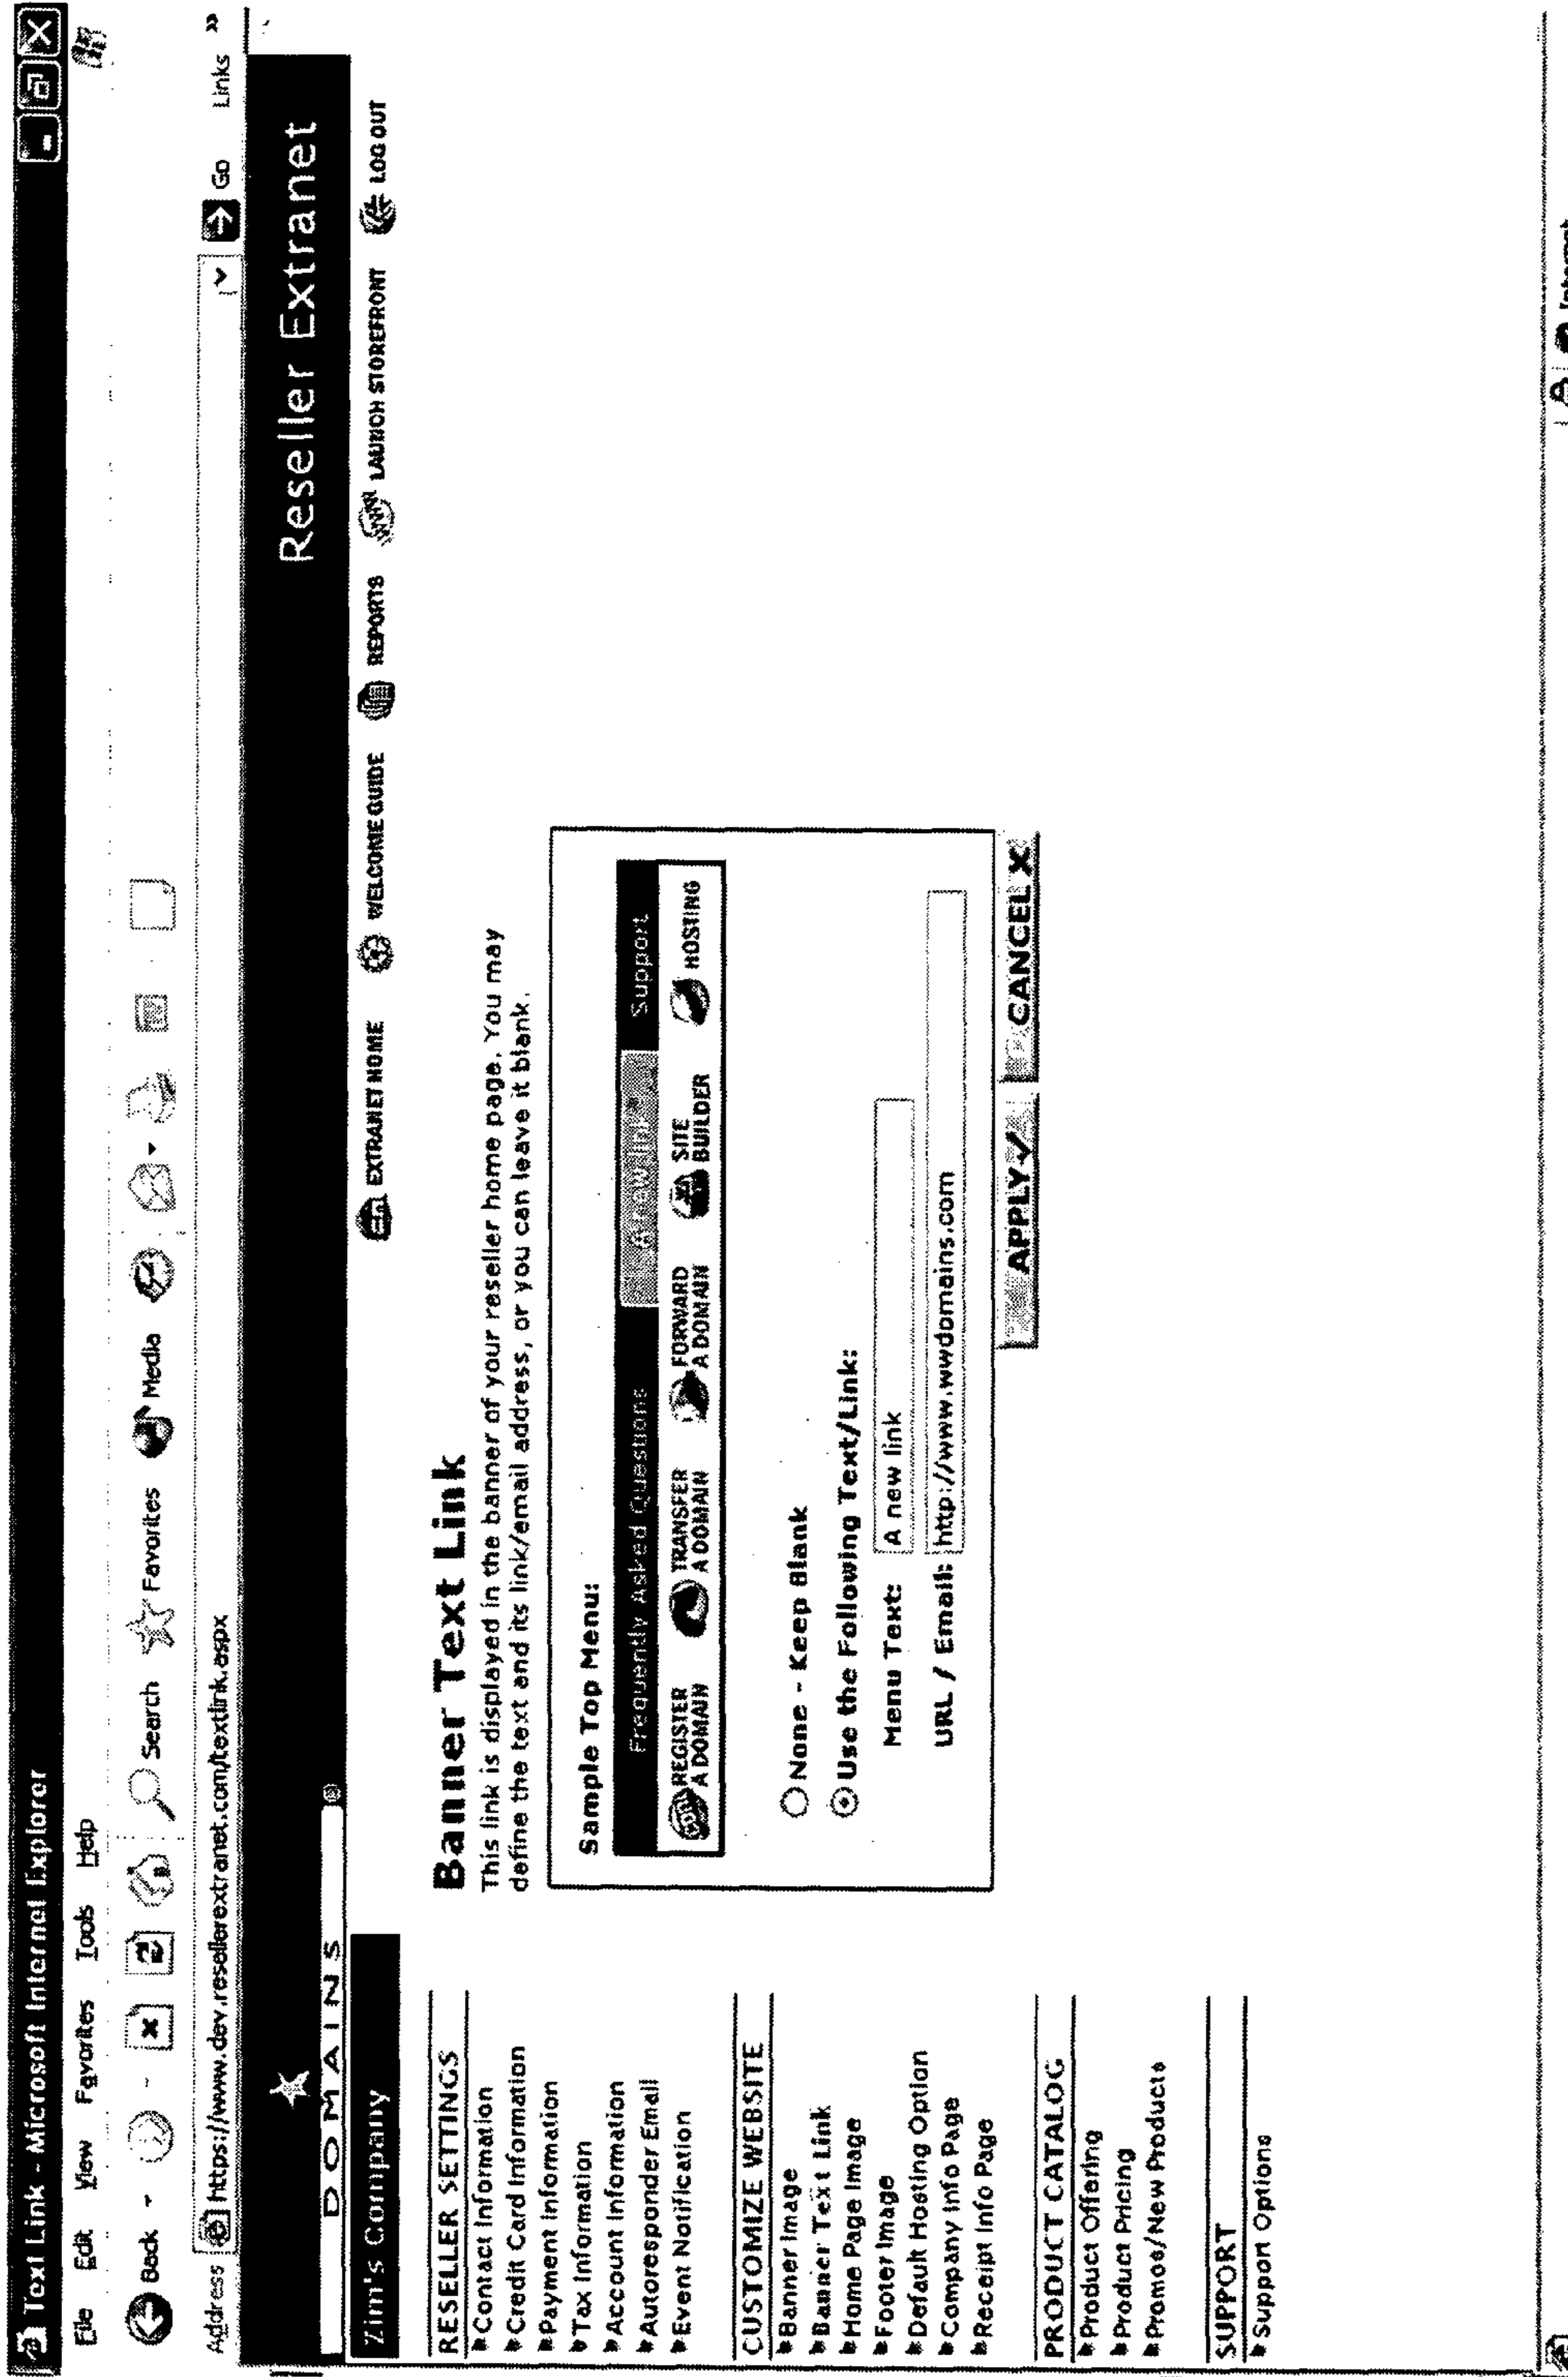 Text Link - Microsoft Internet Explorer
File Edit View Favorites Tools Help
Back Search Favorites Media
Address https://www.dev.resellerextranet.com/textlink.aspx Go Links »
DOMAINS
Reseller Extranet
Zim's Company
EXTRANET HOME WELCOME GUIDE REPORTS LAUNCH STOREFRONT LOG OUT
RESELLER SETTINGS
Contact Information
Credit Card Information
Payment Information
Tax Information
Account Information
Autoresponder Email
Event Notification
CUSTOMIZE WEBSITE
Banner Image
Banner Text Link
Home Page Image
Footer Image
Default Hosting Option
Company Info Page
Receipt Info Page
PRODUCT CATALOG
Product Offering
Product Pricing
Promos/New Products
SUPPORT
Support Options
Banner Text Link
This link is displayed in the banner of your reseller home page. You may
define the text and its link/email address, or you can leave it blank.
Sample Top Menu:
Frequently Asked Questions A new link Support
REGISTER A DOMAIN TRANSFER A DOMAIN FORWARD A DOMAIN SITE BUILDER HOSTING
None - Keep Blank
Use the Following Text/Link:
Menu Text: A new link
URL / Email: http://www.wwdomains.com
APPLY CANCEL X
Internet